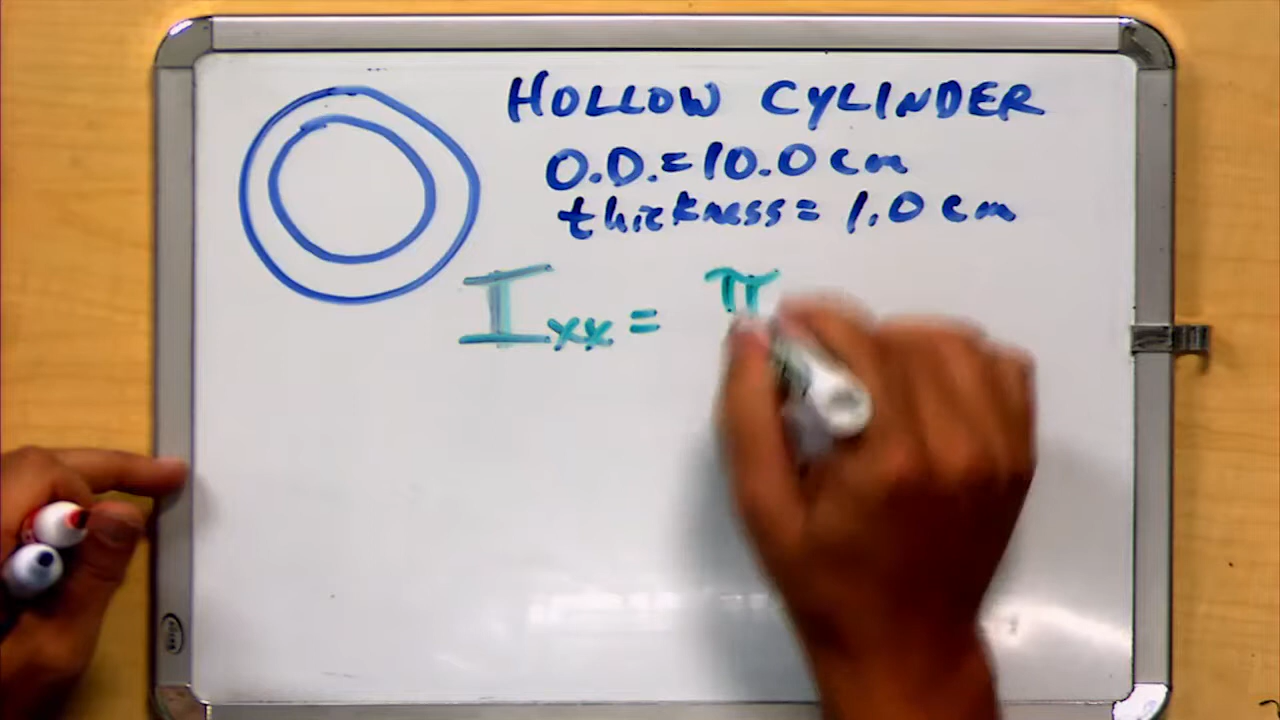 HOLLOW CYLINDER
O.D. = 10.0 cm
thickness = 1.0 cm
Ixx = π